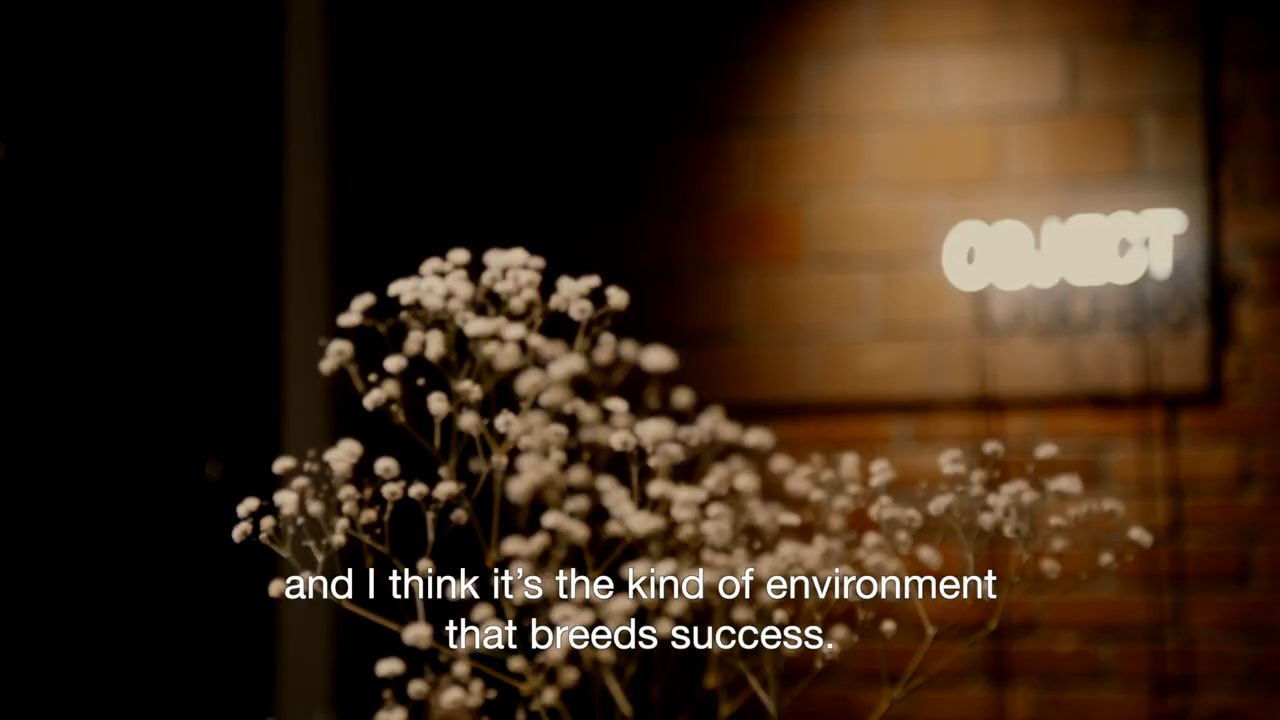 OBJECT
and I think it’s the kind of environment
that breeds success.